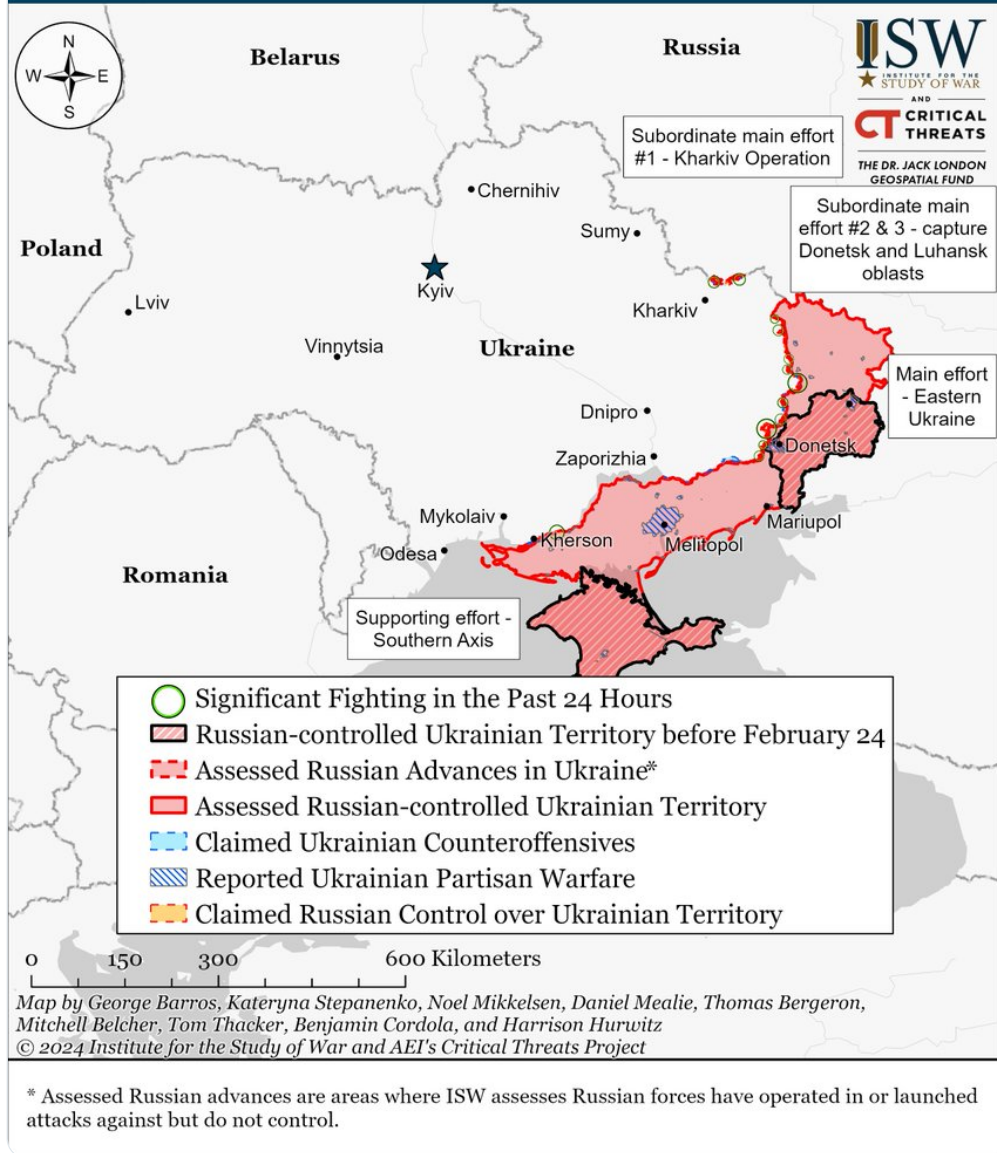 N
W E
S
Belarus
Russia
ISW
INSTITUTE FOR THE
STUDY OF WAR
AND
CT CRITICAL
THREATS
THE DR. JACK LONDON
GEOSPATIAL FUND
Subordinate main effort
#1 - Kharkiv Operation
Subordinate main
effort #2 & 3 - capture
Donetsk and Luhansk
oblasts
Chernihiv
Sumy
Poland
Kyiv
Lviv
Kharkiv
Vinnytsia
Ukraine
Main effort
- Eastern
Ukraine
Dnipro
Donetsk
Zaporizhia
Mykolaiv
Mariupol
Kherson
Melitopol
Odesa
Romania
Supporting effort -
Southern Axis
Significant Fighting in the Past 24 Hours
Russian-controlled Ukrainian Territory before February 24
Assessed Russian Advances in Ukraine*
Assessed Russian-controlled Ukrainian Territory
Claimed Ukrainian Counteroffensives
Reported Ukrainian Partisan Warfare
Claimed Russian Control over Ukrainian Territory
0 150 300 600 Kilometers
Map by George Barros, Kateryna Stepanenko, Noel Mikkelsen, Daniel Mealie, Thomas Bergeron,
Mitchell Belcher, Tom Thacker, Benjamin Cordola, and Harrison Hurwitz
© 2024 Institute for the Study of War and AEI's Critical Threats Project
* Assessed Russian advances are areas where ISW assesses Russian forces have operated in or launched
attacks against but do not control.